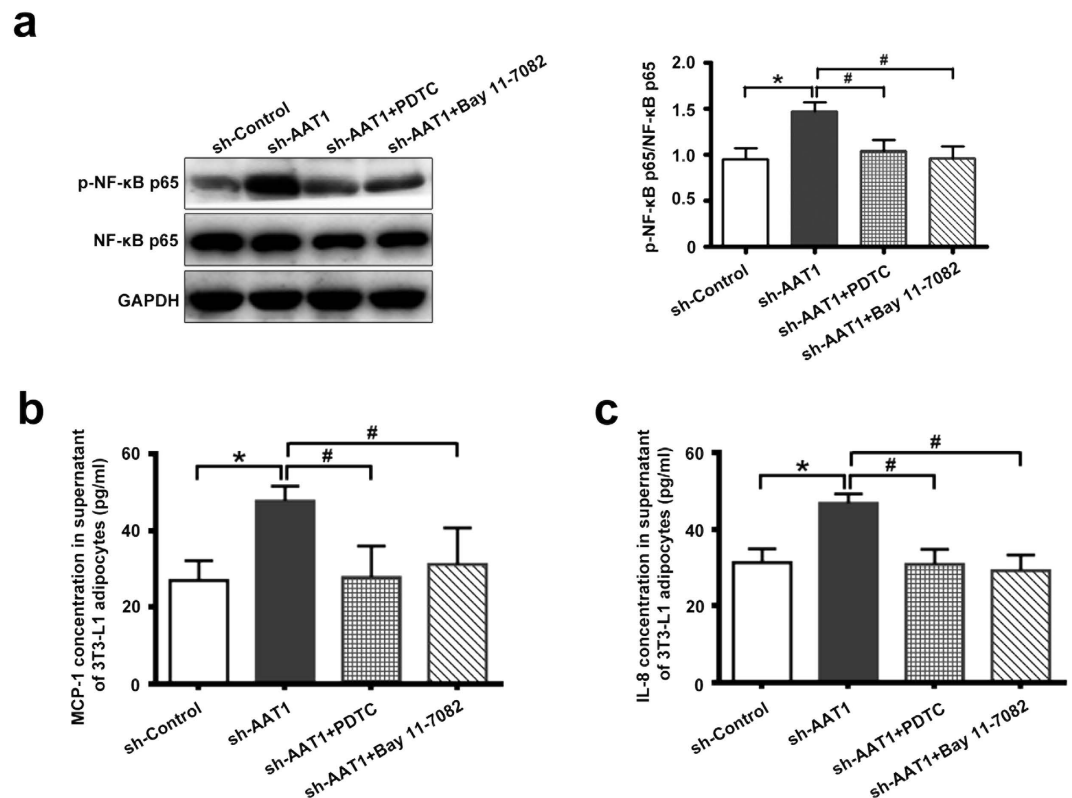 a
sh-Control
sh-AAT1
sh-AAT1+PDTC
sh-AAT1+Bay 11-7082
p-NF-κB p65
NF-κB p65
GAPDH
p-NF-κB p65/NF-κB p65
2.0
1.5
1.0
0.5
0
*
#
#
sh-Control
sh-AAT1
sh-AAT1+PDTC
sh-AAT1+Bay 11-7082
b
MCP-1 concentration in supernatant
of 3T3-L1 adipocytes (pg/ml)
60
40
20
0
*
#
#
sh-Control
sh-AAT1
sh-AAT1+PDTC
sh-AAT1+Bay 11-7082
c
IL-8 concentration in supernatant
of 3T3-L1 adipocytes (pg/ml)
60
40
20
0
*
#
#
sh-Control
sh-AAT1
sh-AAT1+PDTC
sh-AAT1+Bay 11-7082